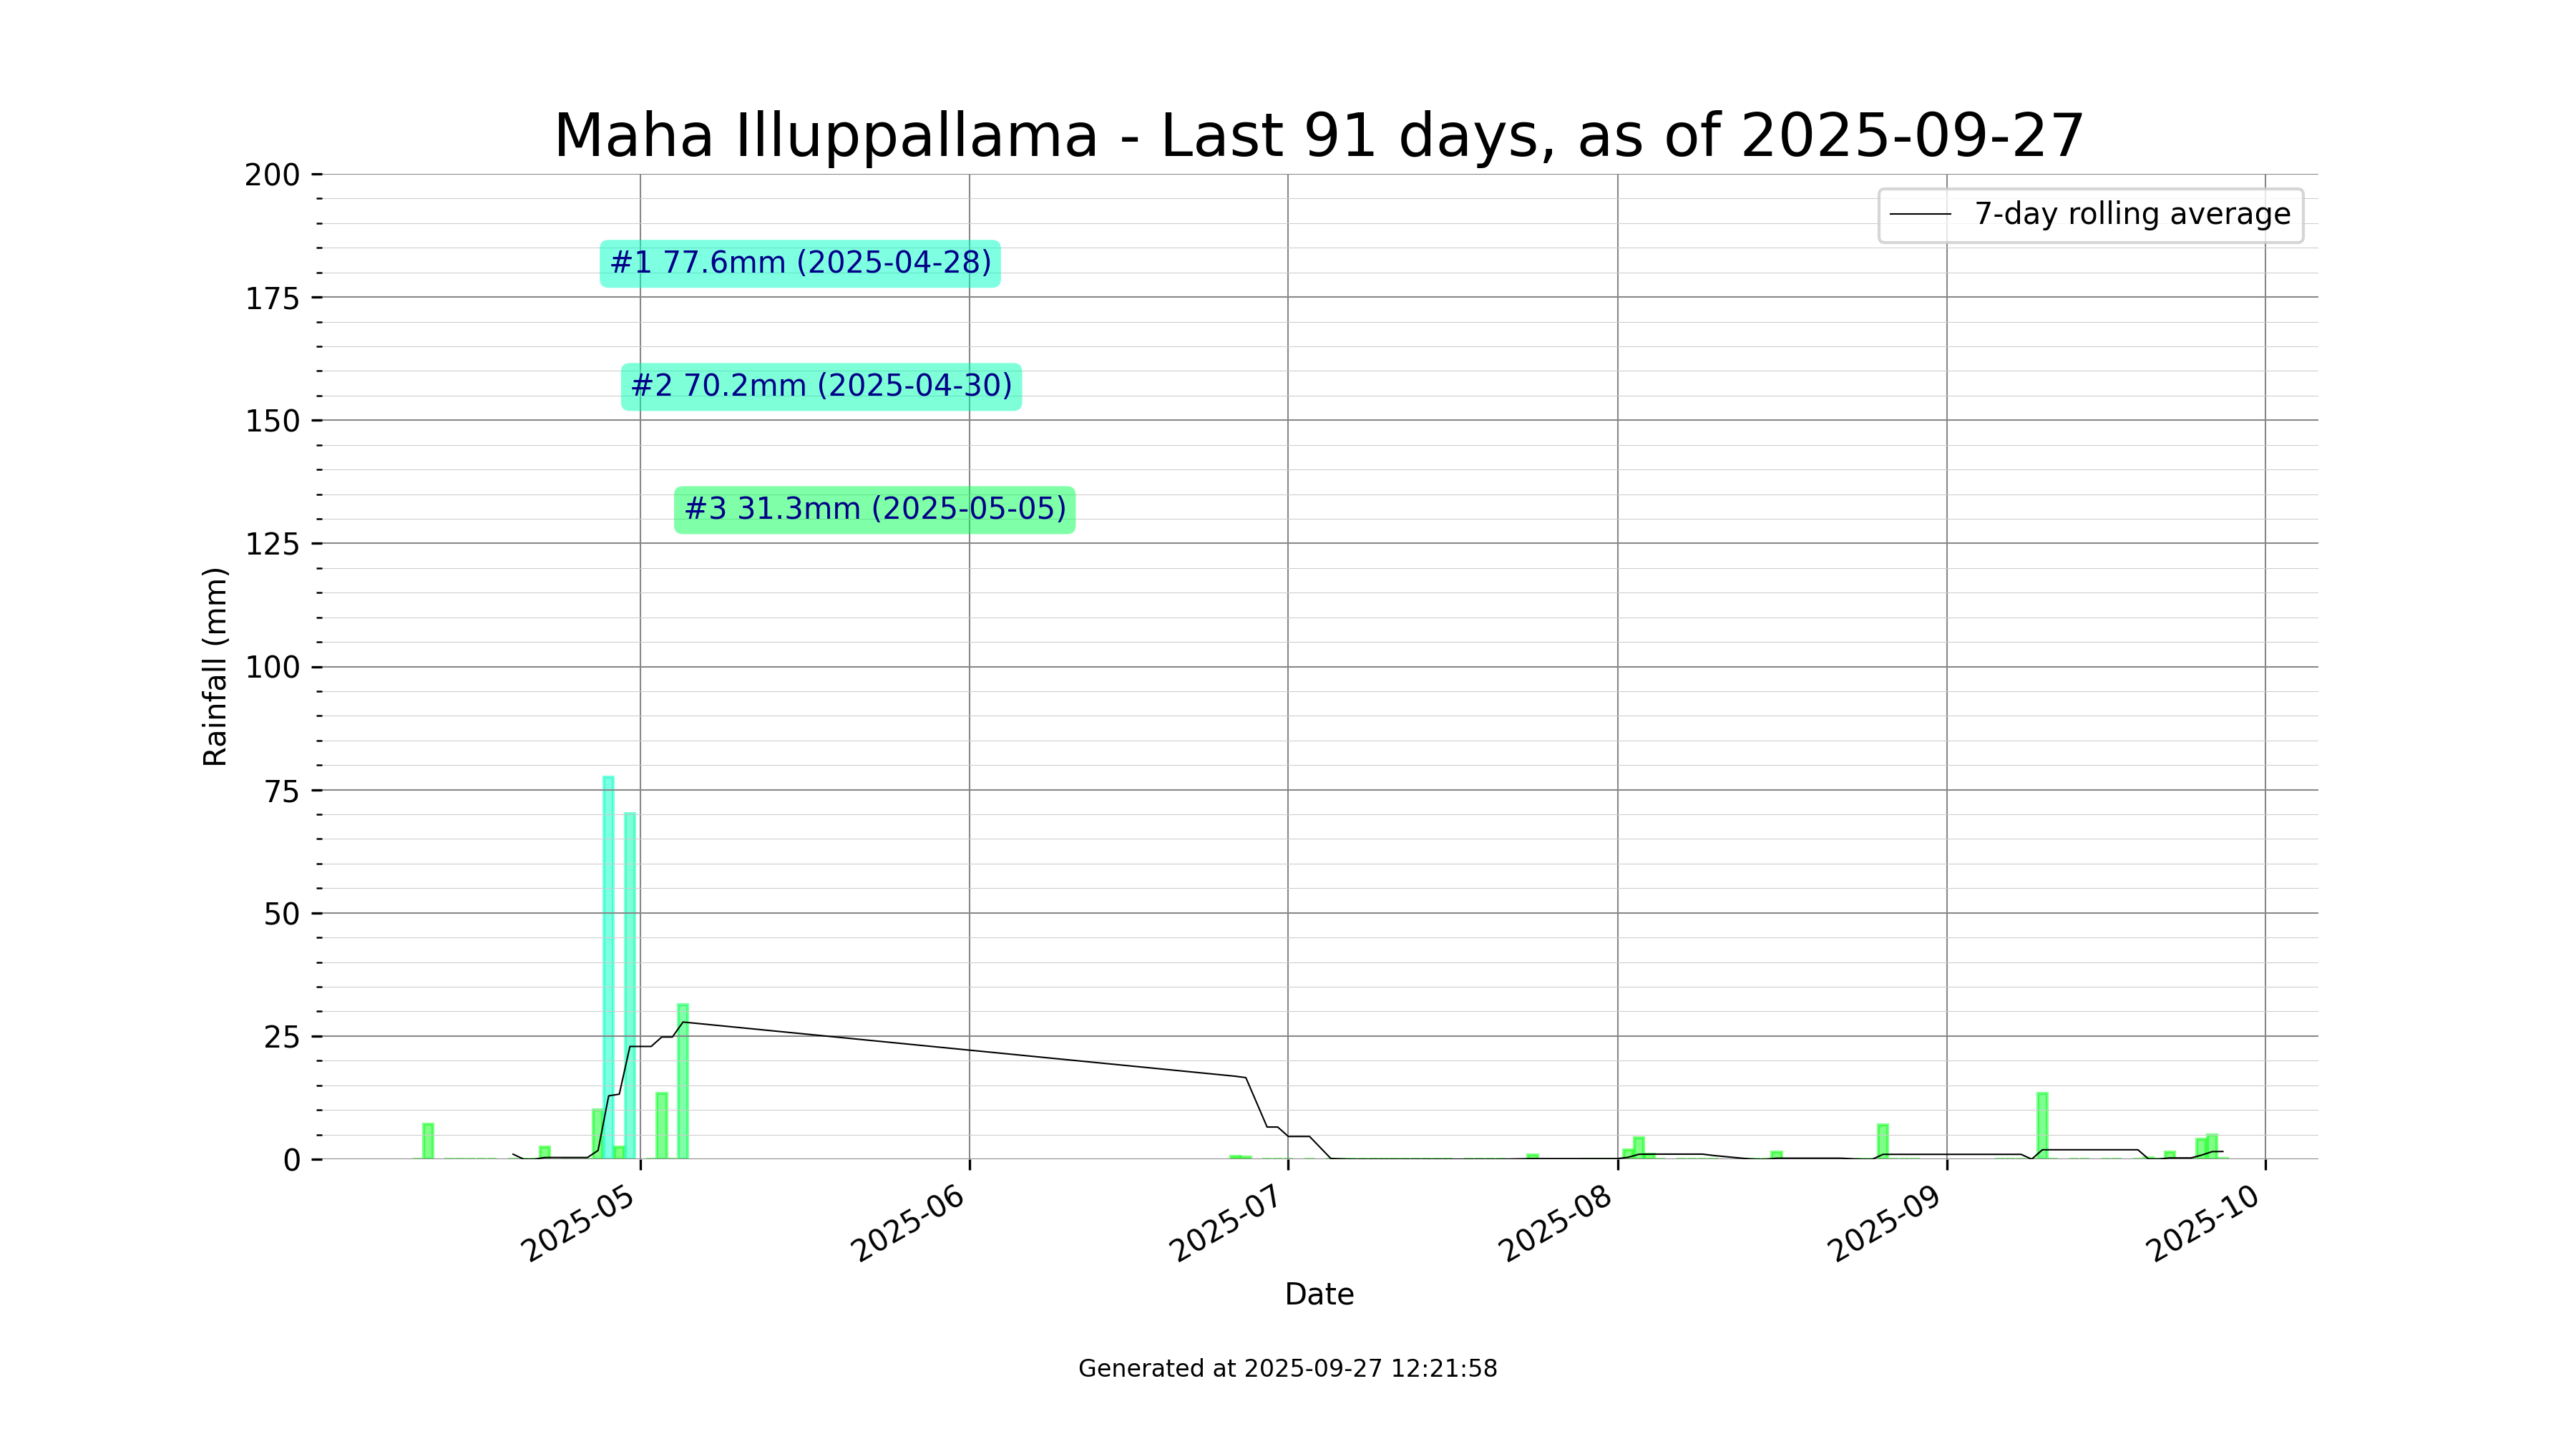 Maha Illuppallama - Last 91 days, as of 2025-09-27
200
175
150
125
100
75
50
25
0
Rainfall (mm)
7-day rolling average
#1 77.6mm (2025-04-28)
#2 70.2mm (2025-04-30)
#3 31.3mm (2025-05-05)
2025-05
2025-06
2025-07
2025-08
2025-09
2025-10
Date
Generated at 2025-09-27 12:21:58